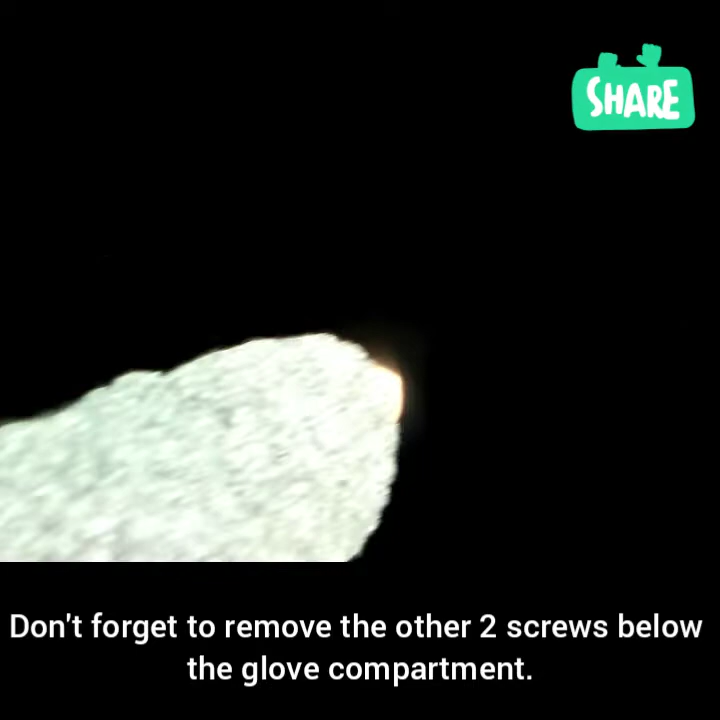 SHARE
Don't forget to remove the other 2 screws below
the glove compartment.